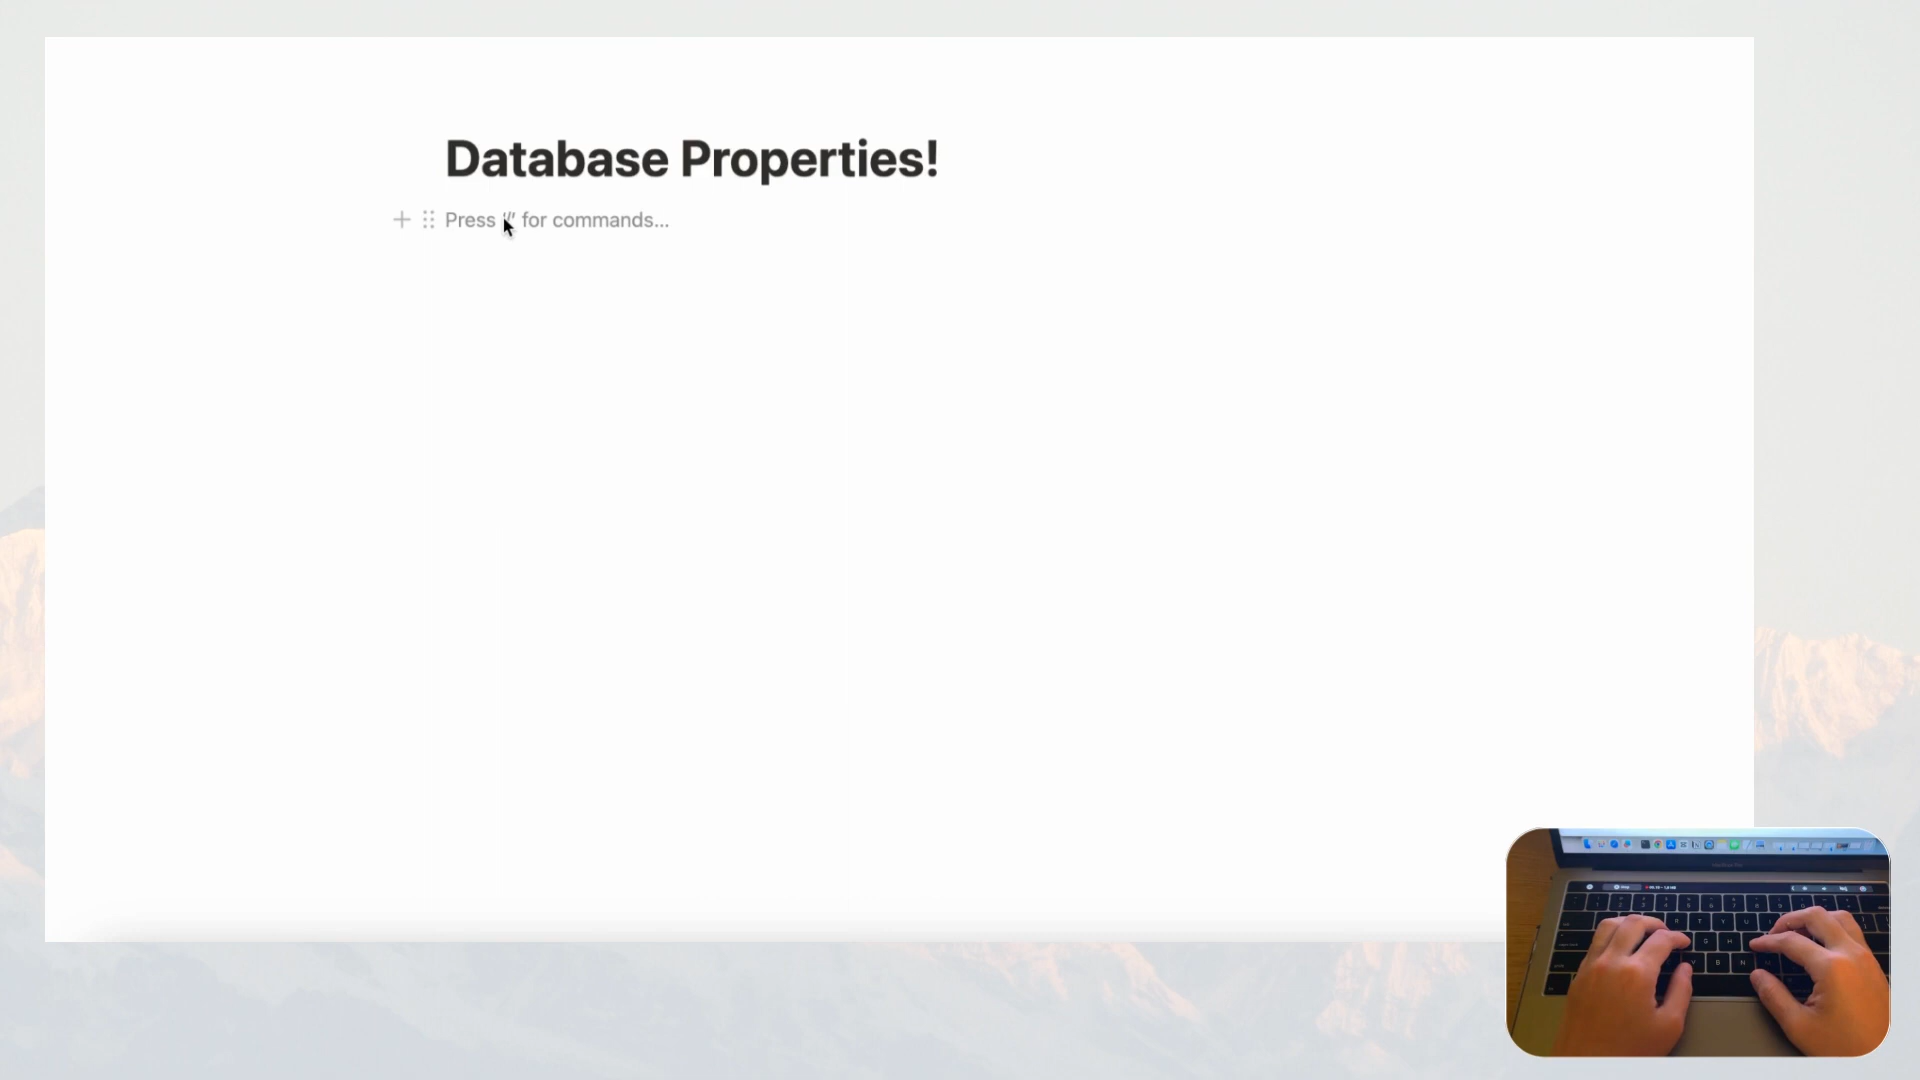 Database Properties!
Press '/' for commands...